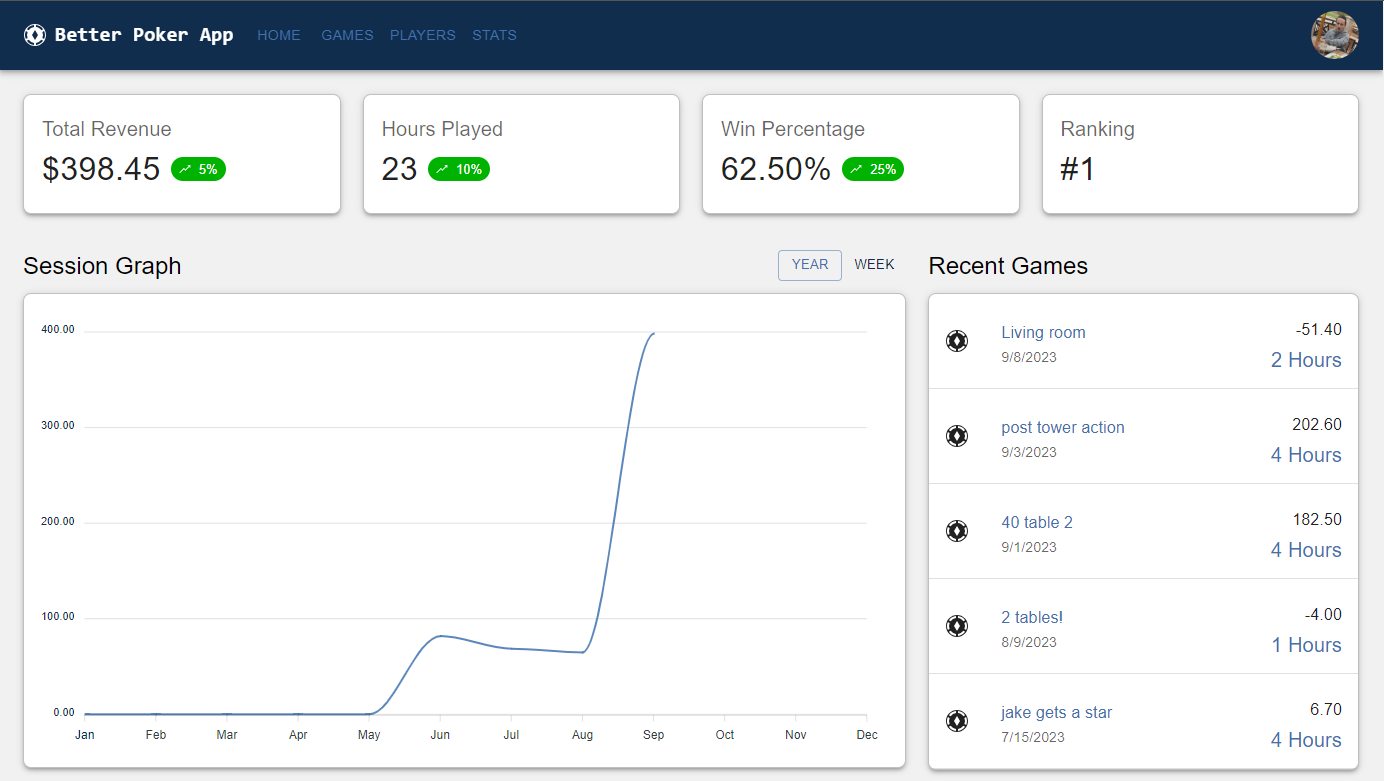 Better Poker App HOME GAMES PLAYERS STATS
Total Revenue
$398.45 5%
Hours Played
23 10%
Win Percentage
62.50% 25%
Ranking
#1
Session Graph
YEAR WEEK
400.00
300.00
200.00
100.00
0.00
Jan Feb Mar Apr May Jun Jul Aug Sep Oct Nov Dec
Recent Games
Living room -51.40
9/8/2023 2 Hours
post tower action 202.60
9/3/2023 4 Hours
40 table 2 182.50
9/1/2023 4 Hours
2 tables! -4.00
8/9/2023 1 Hours
jake gets a star 6.70
7/15/2023 4 Hours